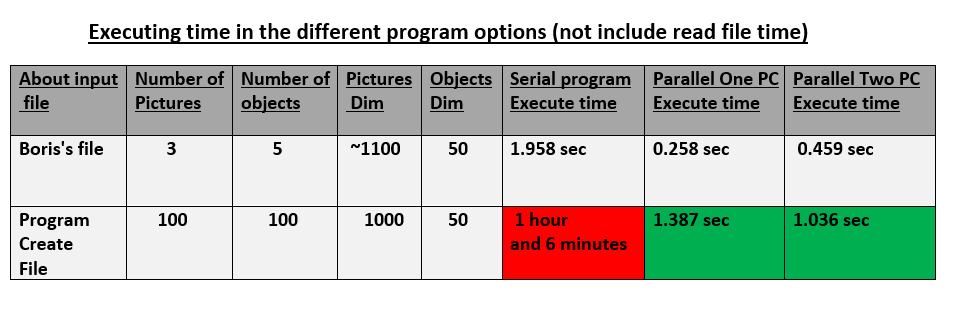 Executing time in the different program options (not include read file time)
About input file Number of Pictures Number of objects Pictures Dim Objects Dim Serial program Execute time Parallel One PC Execute time Parallel Two PC Execute time
Boris's file 3 5 ~1100 50 1.958 sec 0.258 sec 0.459 sec
Program Create File 100 100 1000 50 1 hour and 6 minutes 1.387 sec 1.036 sec